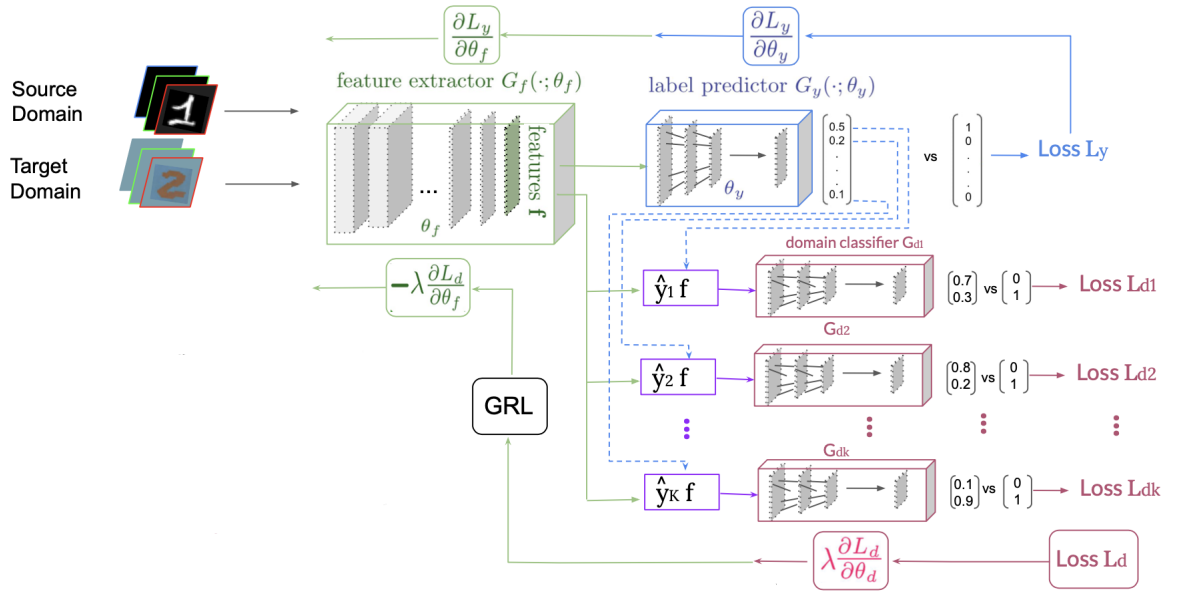 ∂L_y/∂θ_f
∂L_y/∂θ_y
Source
Domain
1
Target
Domain
2
feature extractor G_f(·;θ_f)
label predictor G_y(·;θ_y)
features f
...
θ_f
θ_y
0.5
0.2
.
.
.
0.1
vs
1
0
.
.
.
0
Loss Ly
domain classifier Gd1
−λ ∂L_d/∂θ_f
ŷ1 f
0.7
0.3
vs
0
1
Loss Ld1
Gd2
ŷ2 f
0.8
0.2
vs
0
1
Loss Ld2
GRL
Gdk
ŷK f
0.1
0.9
vs
0
1
Loss Ldk
λ ∂L_d/∂θ_d
Loss Ld